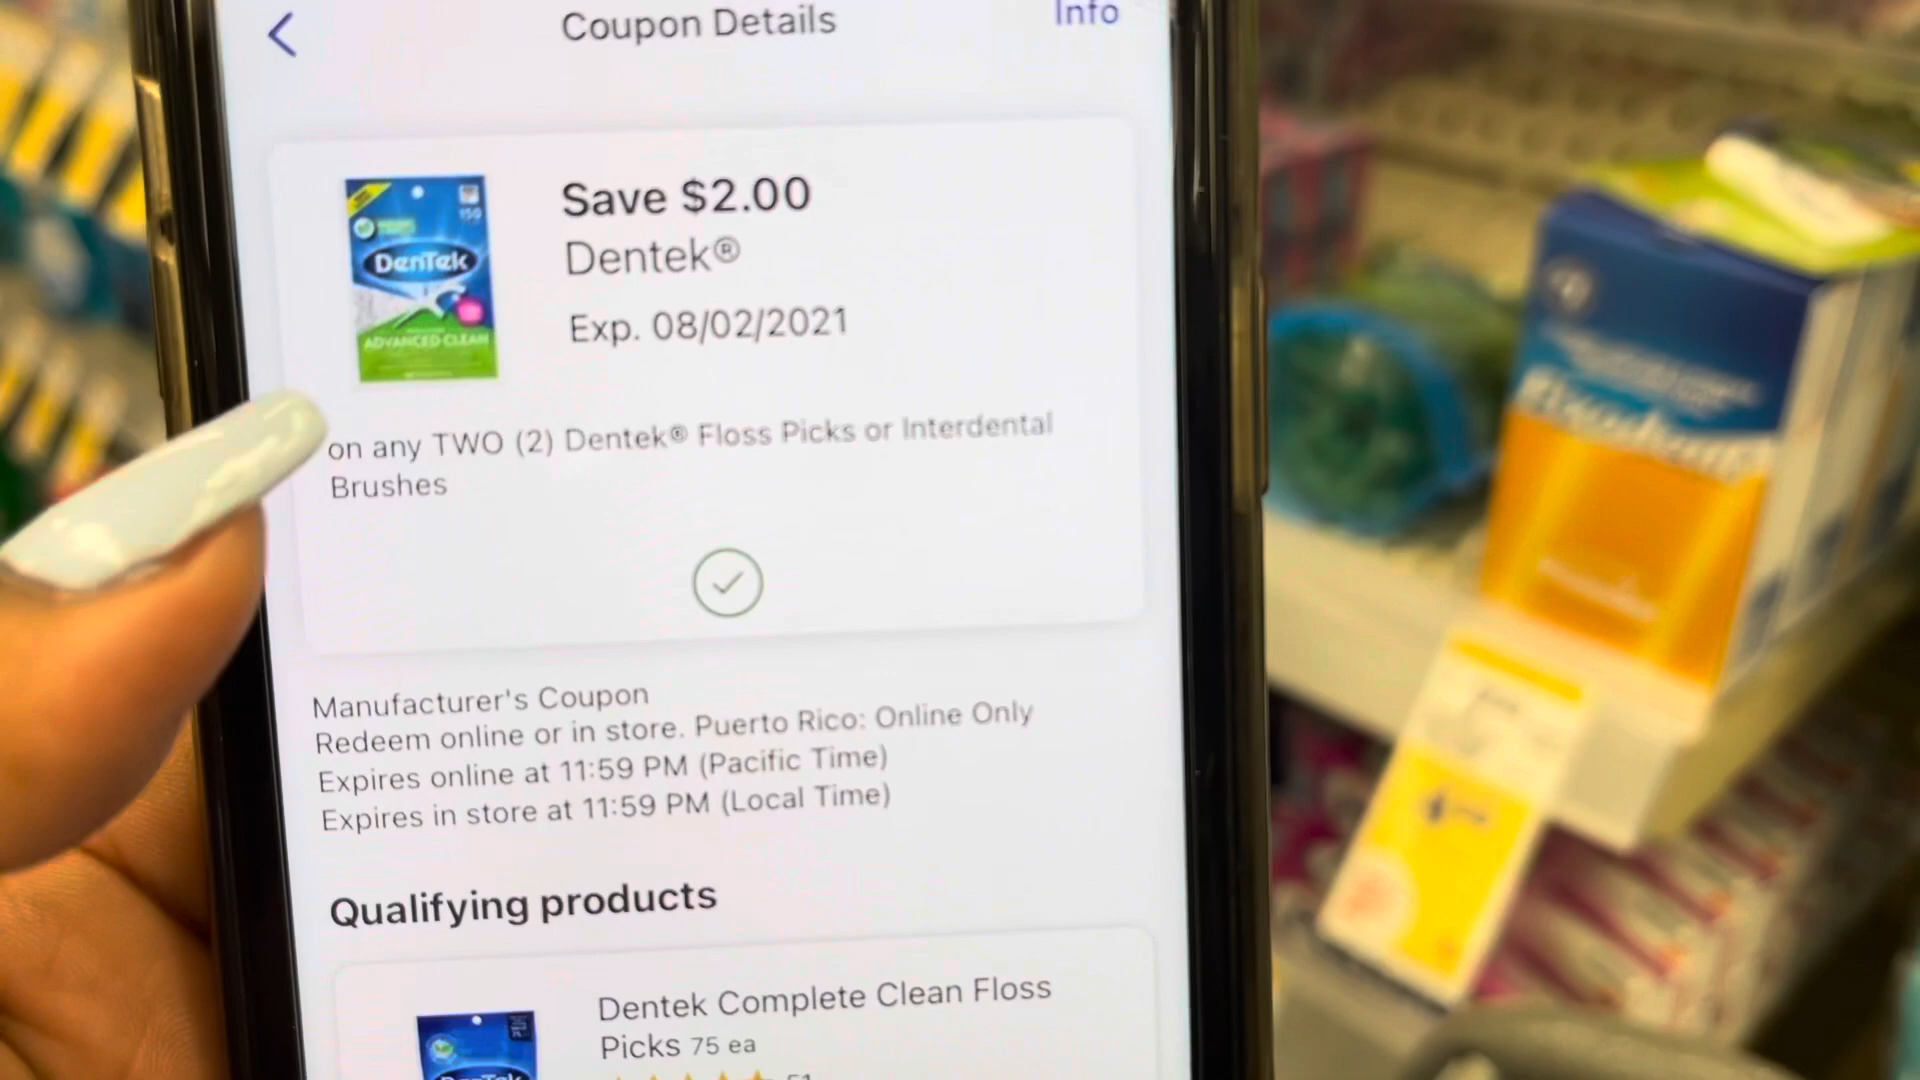 Coupon Details
Info
Save $2.00
Dentek®
Exp. 08/02/2021
150
DenTek
ADVANCED CLEAN
on any TWO (2) Dentek® Floss Picks or Interdental
Brushes
Manufacturer's Coupon
Redeem online or in store. Puerto Rico: Online Only
Expires online at 11:59 PM (Pacific Time)
Expires in store at 11:59 PM (Local Time)
Qualifying products
Dentek Complete Clean Floss
Picks 75 ea
DenTek
51